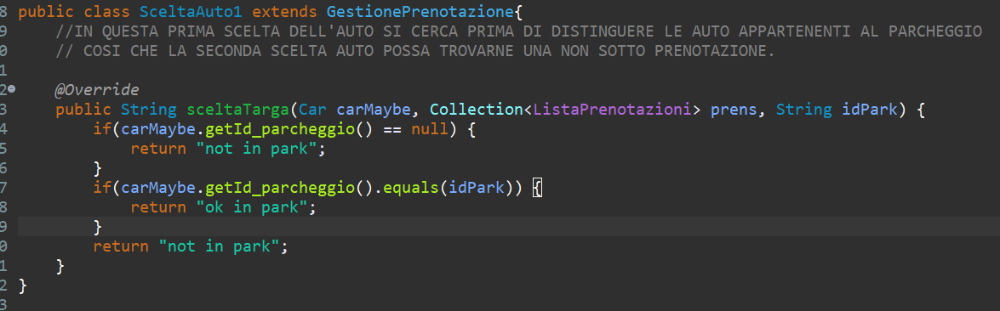 8 public class SceltaAuto1 extends GestionePrenotazione{
9 //IN QUESTA PRIMA SCELTA DELL'AUTO SI CERCA PRIMA DI DISTINGUERE LE AUTO APPARTENENTI AL PARCHEGGIO
0 // COSI CHE LA SECONDA SCELTA AUTO POSSA TROVARNE UNA NON SOTTO PRENOTAZIONE.
1
2 @Override
3 public String sceltaTarga(Car carMaybe, Collection<ListaPrenotazioni> prens, String idPark) {
4 if(carMaybe.getId_parcheggio() == null) {
5 return "not in park";
6 }
7 if(carMaybe.getId_parcheggio().equals(idPark)) {
8 return "ok in park";
9 }
0 return "not in park";
1 }
2 }
3